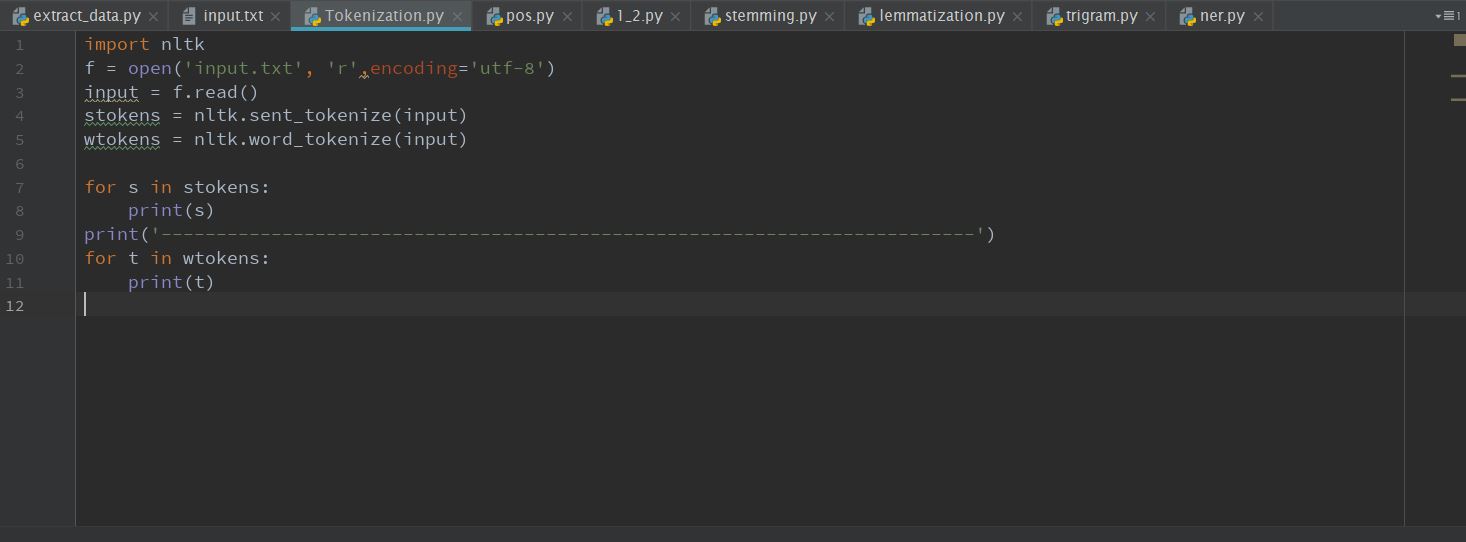 extract_data.py input.txt Tokenization.py pos.py 1_2.py stemming.py lemmatization.py trigram.py ner.py 1
1 import nltk
2 f = open('input.txt', 'r',encoding='utf-8')
3 input = f.read()
4 stokens = nltk.sent_tokenize(input)
5 wtokens = nltk.word_tokenize(input)
6
7 for s in stokens:
8     print(s)
9 print('--------------------------------------------------------------------------')
10 for t in wtokens:
11     print(t)
12